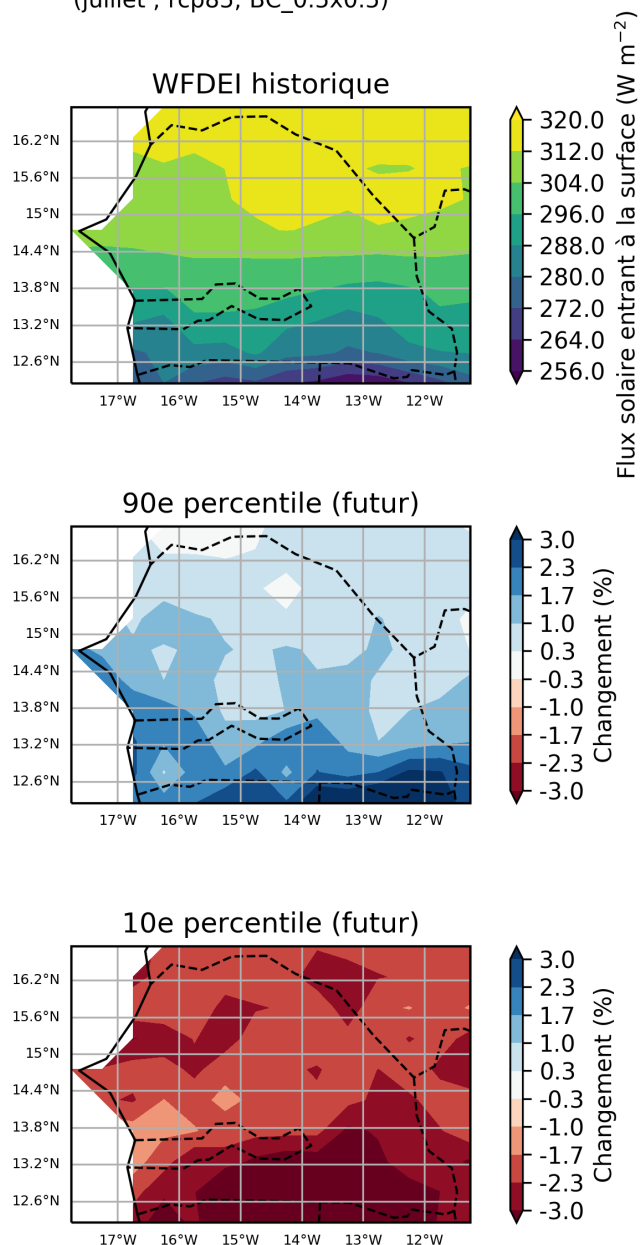 (juillet , rcp85, BC_0.5x0.5)
WFDEI historique
16.2°N
15.6°N
15°N
14.4°N
13.8°N
13.2°N
12.6°N
17°W 16°W 15°W 14°W 13°W 12°W
320.0
312.0
304.0
296.0
288.0
280.0
272.0
264.0
256.0
Flux solaire entrant à la surface (W m⁻²)
90e percentile (futur)
16.2°N
15.6°N
15°N
14.4°N
13.8°N
13.2°N
12.6°N
17°W 16°W 15°W 14°W 13°W 12°W
3.0
2.3
1.7
1.0
0.3
-0.3
-1.0
-1.7
-2.3
-3.0
Changement (%)
10e percentile (futur)
16.2°N
15.6°N
15°N
14.4°N
13.8°N
13.2°N
12.6°N
17°W 16°W 15°W 14°W 13°W 12°W
3.0
2.3
1.7
1.0
0.3
-0.3
-1.0
-1.7
-2.3
-3.0
Changement (%)